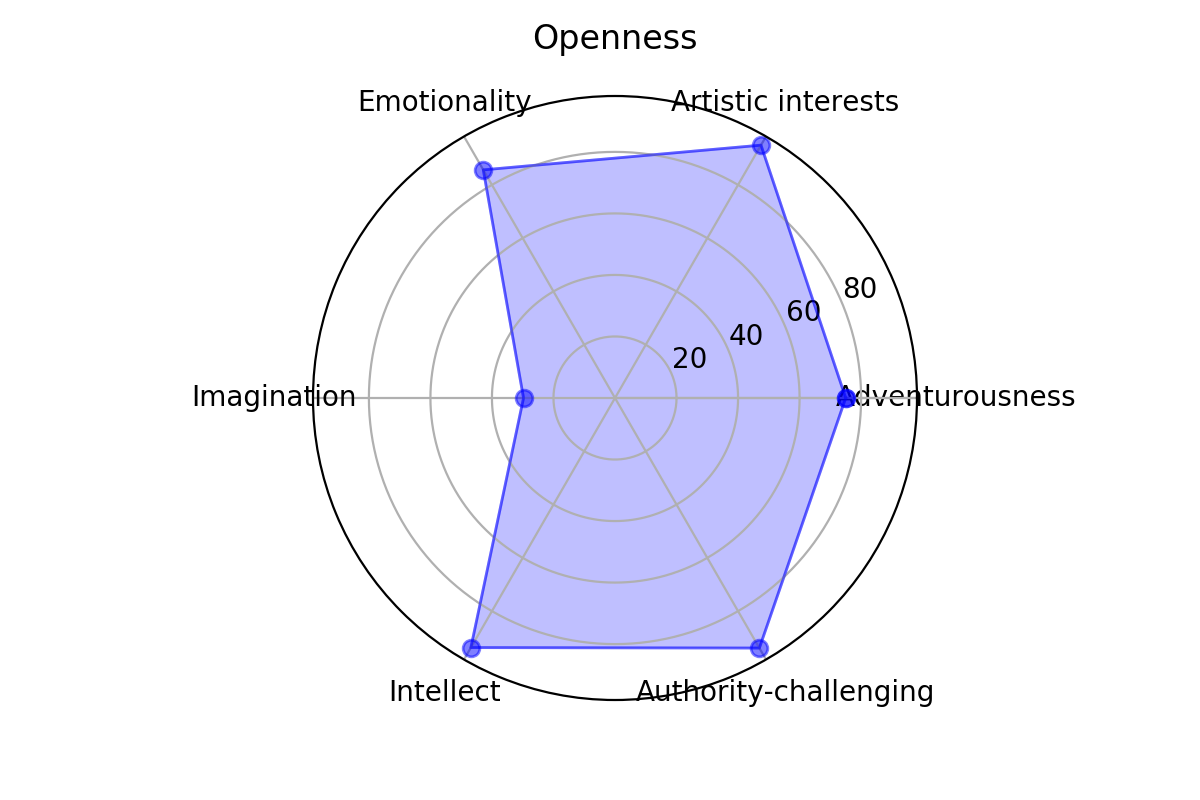 Openness
Emotionality
Artistic interests
80
60
40
20
Imagination
Adventurousness
Intellect
Authority-challenging